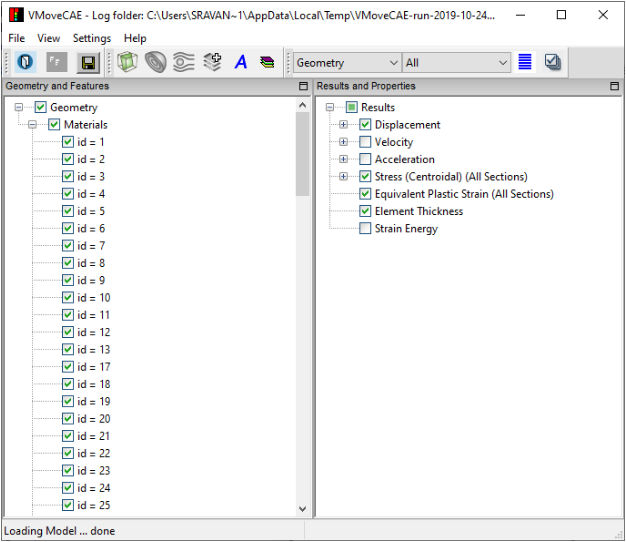 VMoveCAE - Log folder: C:\Users\SRAVAN~1\AppData\Local\Temp\VMoveCAE-run-2019-10-24...
File View Settings Help
Geometry All
Geometry and Features
Geometry
Materials
id = 1
id = 2
id = 3
id = 4
id = 5
id = 6
id = 7
id = 8
id = 9
id = 10
id = 11
id = 12
id = 13
id = 17
id = 18
id = 19
id = 20
id = 21
id = 22
id = 23
id = 24
id = 25
Results and Properties
Results
Displacement
Velocity
Acceleration
Stress (Centroidal) (All Sections)
Equivalent Plastic Strain (All Sections)
Element Thickness
Strain Energy
Loading Model ... done